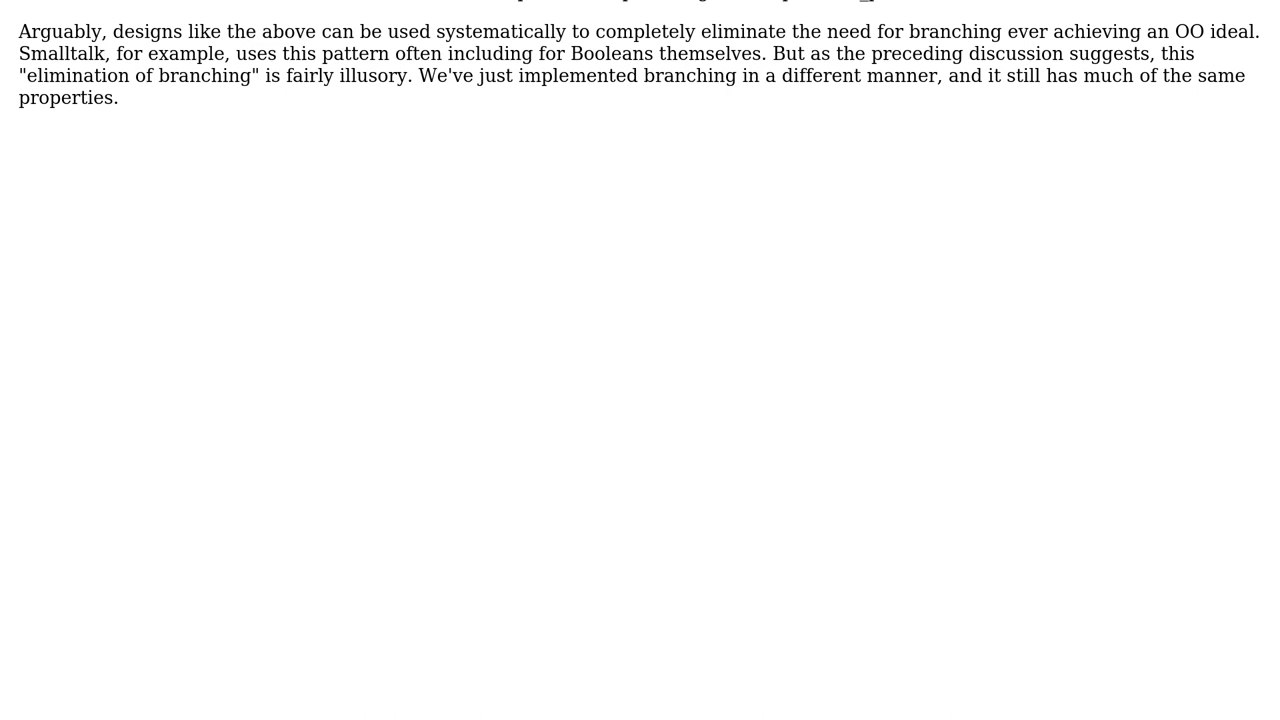 Arguably, designs like the above can be used systematically to completely eliminate the need for branching ever achieving an OO ideal.
Smalltalk, for example, uses this pattern often including for Booleans themselves. But as the preceding discussion suggests, this
"elimination of branching" is fairly illusory. We've just implemented branching in a different manner, and it still has much of the same
properties.